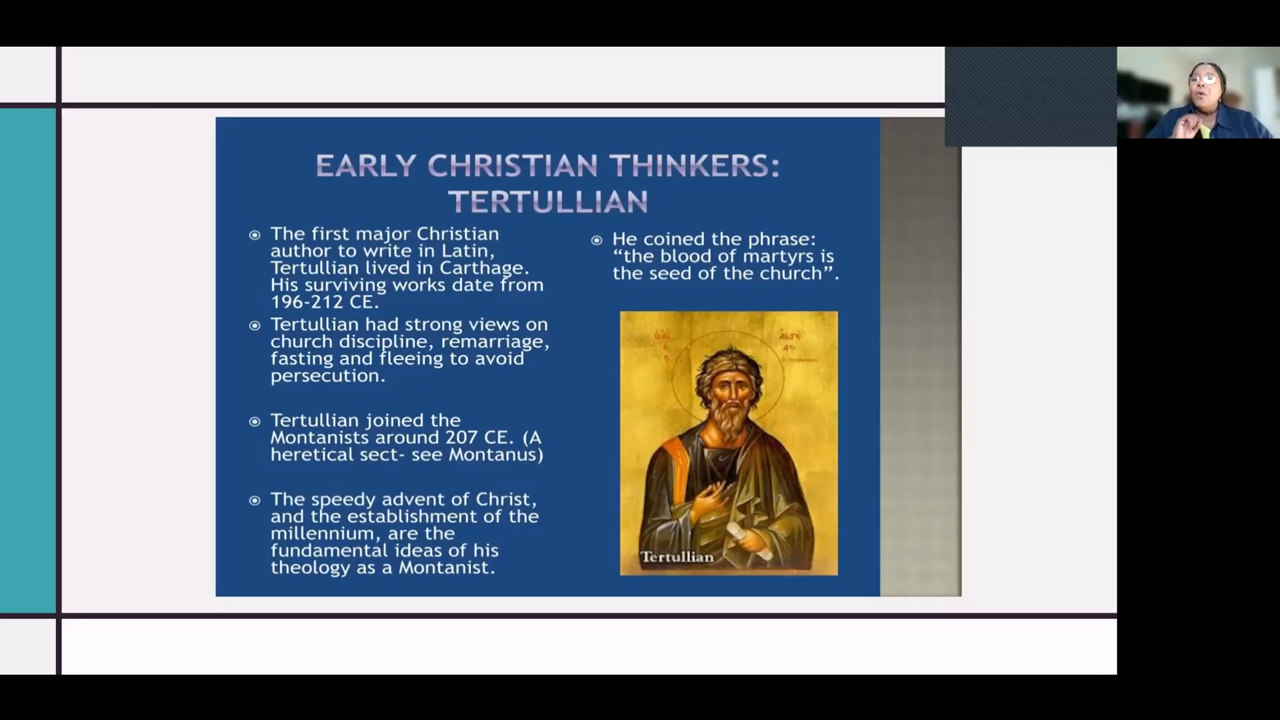 EARLY CHRISTIAN THINKERS:
TERTULLIAN
The first major Christian
author to write in Latin,
Tertullian lived in Carthage.
His surviving works date from
196-212 CE.
Tertullian had strong views on
church discipline, remarriage,
fasting and fleeing to avoid
persecution.
Tertullian joined the
Montanists around 207 CE. (A
heretical sect- see Montanus)
The speedy advent of Christ,
and the establishment of the
millennium, are the
fundamental ideas of his
theology as a Montanist.
He coined the phrase:
“the blood of martyrs is
the seed of the church”.
Tertullian